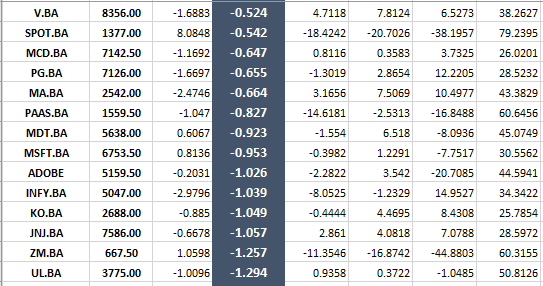 V.BA 8356.00 -1.6883 -0.524 4.7118 7.8124 6.5273 38.2627
SPOT.BA 1377.00 8.0848 -0.542 -18.4242 -20.7026 -38.1957 79.2395
MCD.BA 7142.50 -1.1692 -0.647 0.8116 0.3583 3.7325 26.0201
PG.BA 7126.00 -1.6697 -0.655 -1.3019 2.8654 12.2205 28.5232
MA.BA 2542.00 -2.4746 -0.664 3.1656 7.5069 10.4977 43.3829
PAAS.BA 1559.50 -1.047 -0.827 -14.6181 -2.5313 -16.8488 60.6456
MDT.BA 5638.00 0.6067 -0.923 -1.554 6.518 -8.0936 45.0749
MSFT.BA 6753.50 0.8136 -0.953 -0.3982 1.2291 -7.7517 30.5562
ADOBE 5159.50 -0.2031 -1.026 -2.2822 3.542 -20.7085 44.5941
INFY.BA 5047.00 -2.9796 -1.039 -8.0525 -1.2329 14.9527 34.3422
KO.BA 2688.00 -0.885 -1.049 -0.4444 4.4695 8.4308 25.7854
JNJ.BA 7586.00 -0.6678 -1.057 2.861 4.0818 7.0788 28.5972
ZM.BA 667.50 1.0598 -1.257 -11.3546 -16.8742 -44.8803 60.3155
UL.BA 3775.00 -1.0096 -1.294 0.9358 0.3722 -1.0485 50.8126